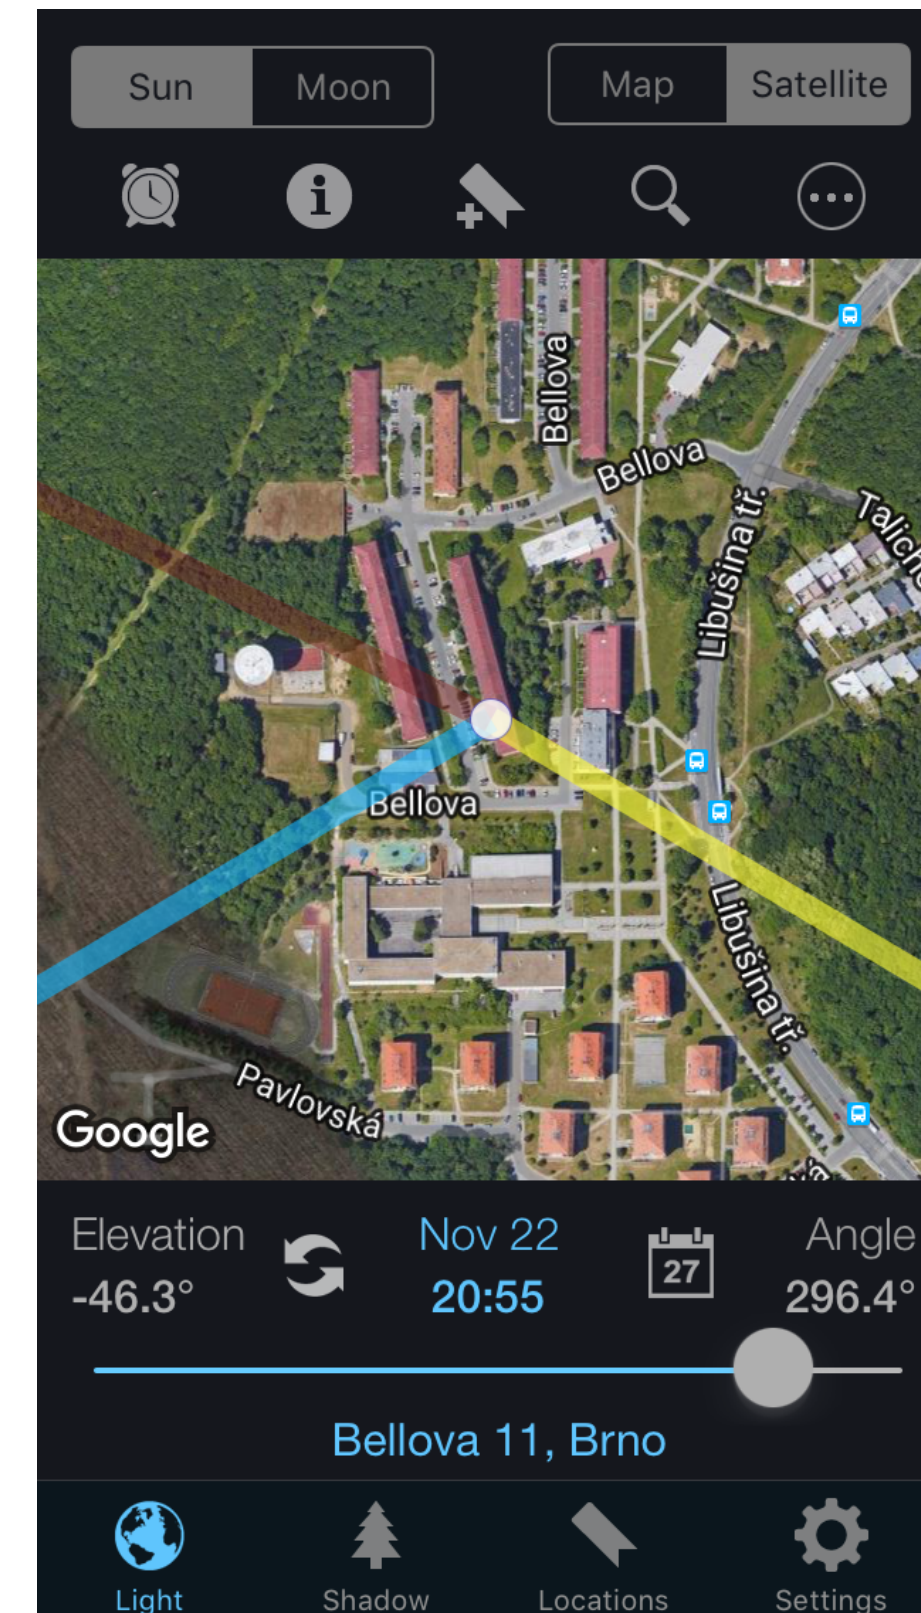 Sun Moon Map Satellite
Bellova
Bellova
Libušina tř.
Bellova
Libušina tř.
Pavlovská
Google
Elevation Nov 22 Angle
-46.3° 20:55 27 296.4°
Bellova 11, Brno
Light Shadow Locations Settings